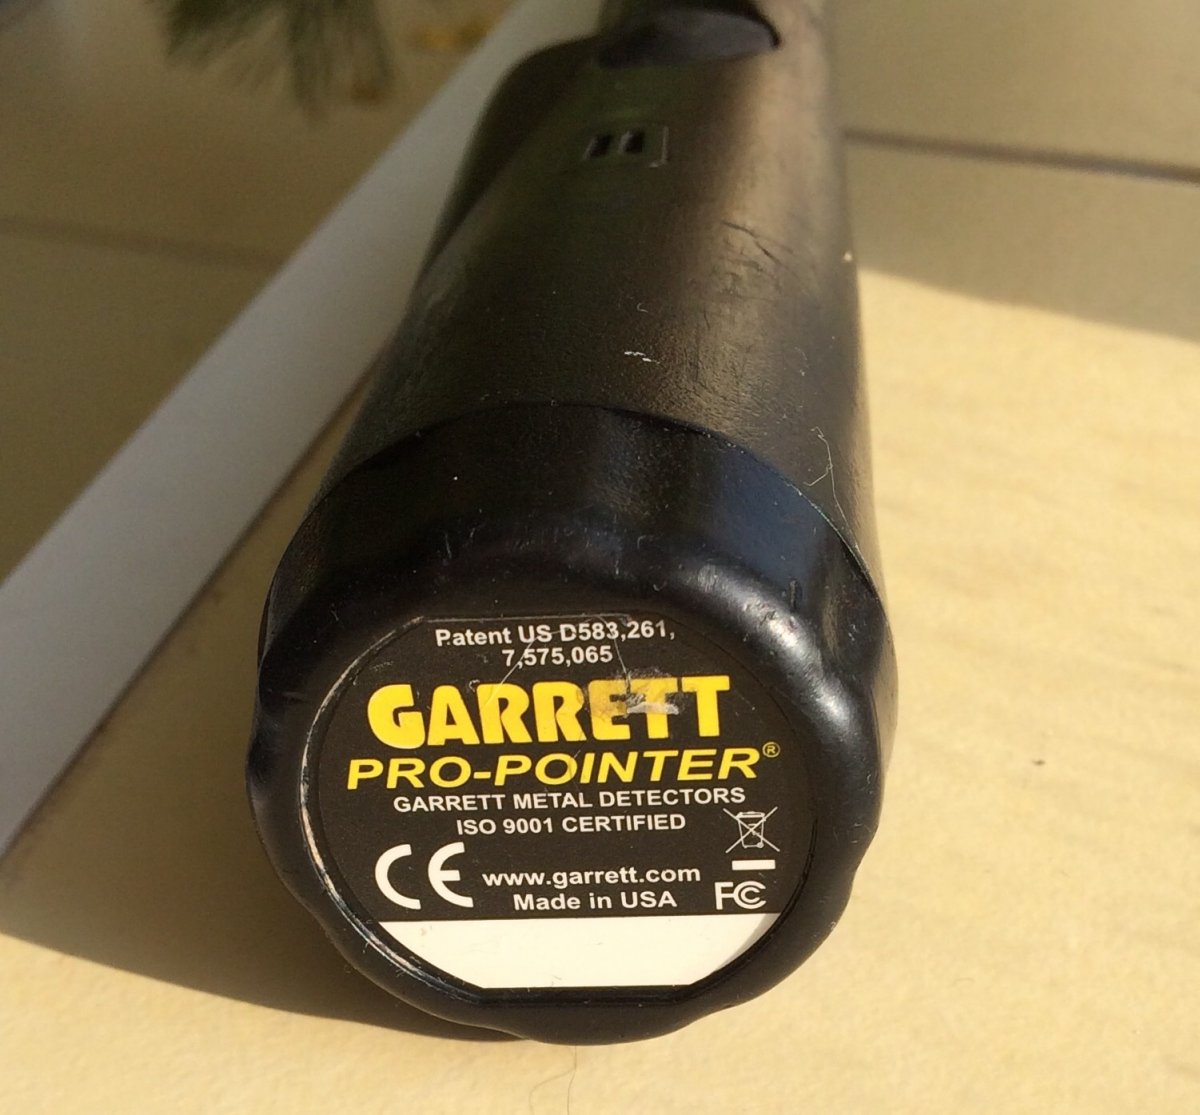 Patent US D583,261,
7,575,065
GARRETT
PRO-POINTER®
GARRETT METAL DETECTORS
ISO 9001 CERTIFIED
CE
www.garrett.com
Made in USA
FC